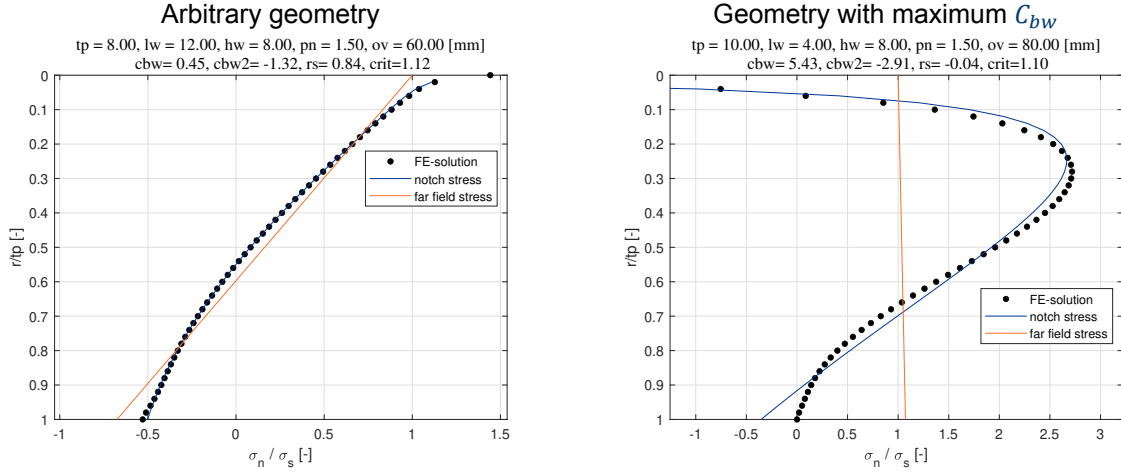 Arbitrary geometry
tp = 8.00, lw = 12.00, hw = 8.00, pn = 1.50, ov = 60.00 [mm]
cbw = 0.45, cbw2= -1.32, rs = 0.84, crit=1.12
0
0.1
0.2
0.3
0.4
0.5
0.6
0.7
0.8
0.9
1
r/tp [-]
FE-solution
notch stress
far field stress
-1
-0.5
0
0.5
1
1.5
σn / σs [-]
Geometry with maximum Cbw
tp = 10.00, lw = 4.00, hw = 8.00, pn = 1.50, ov = 80.00 [mm]
cbw = 5.43, cbw2= -2.91, rs= -0.04, crit=1.10
0
0.1
0.2
0.3
0.4
0.5
0.6
0.7
0.8
0.9
1
r/tp [-]
FE-solution
notch stress
far field stress
-1
-0.5
0
0.5
1
1.5
2
2.5
3
σn / σs [-]